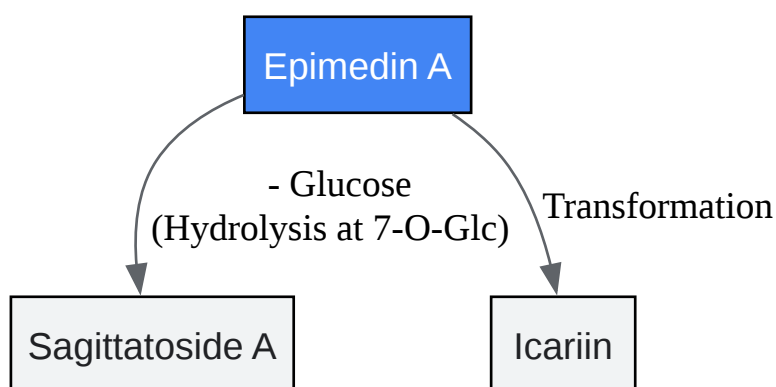 Epimedin A
- Glucose
(Hydrolysis at 7-O-Glc)
Transformation
Sagittatoside A
Icariin